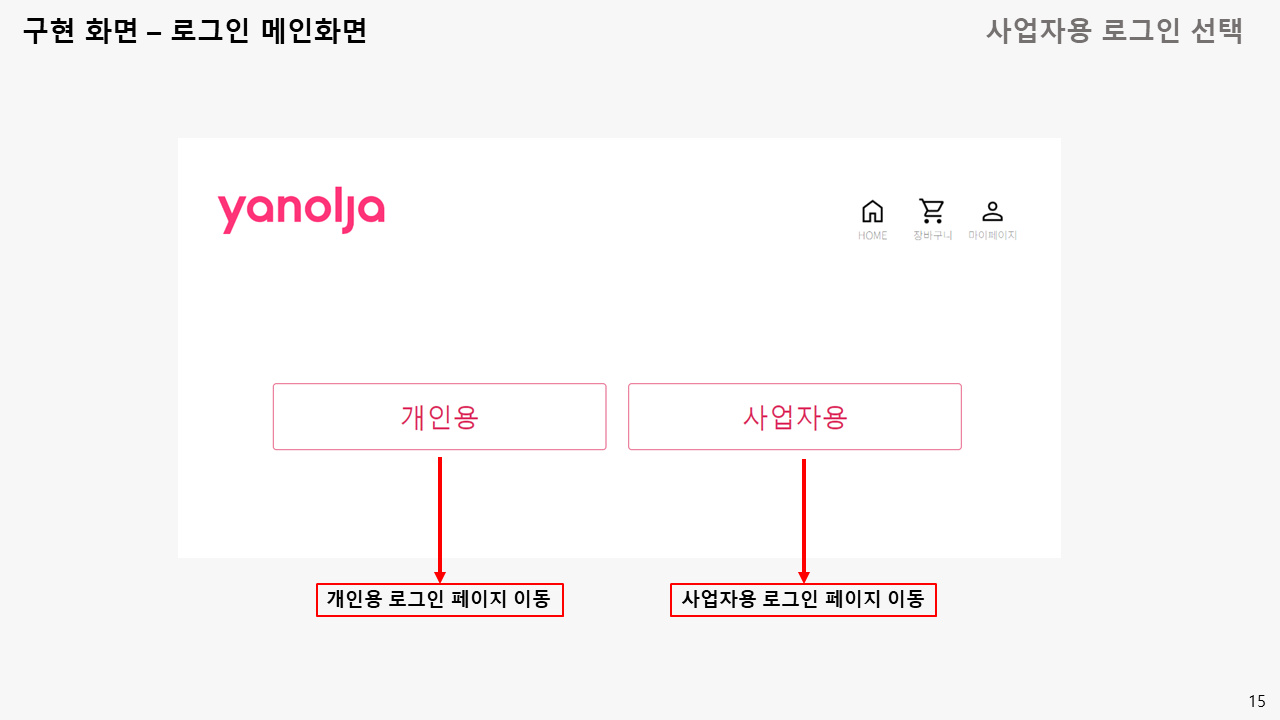 구현 화면 – 로그인 메인화면
사업자용 로그인 선택
yanolja
HOME 장바구니 마이페이지
개인용 사업자용
개인용 로그인 페이지 이동 사업자용 로그인 페이지 이동
15